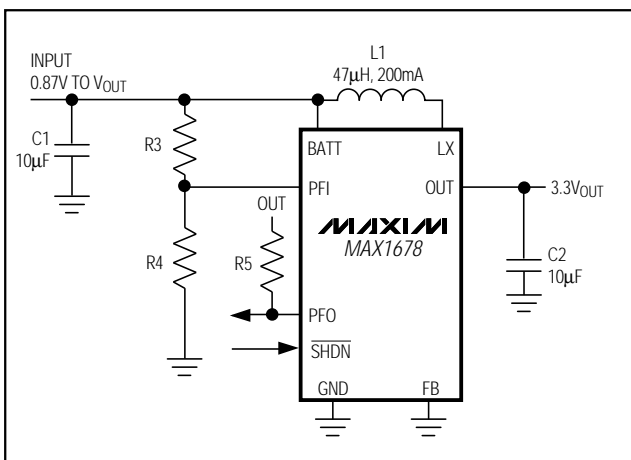 INPUT
0.87V TO VOUT
L1
47µH, 200mA
C1
10µF
R3
BATT
LX
PFI
OUT
3.3VOUT
OUT
MAXIM
MAX1678
R4
R5
C2
10µF
PFO
SHDN
GND
FB